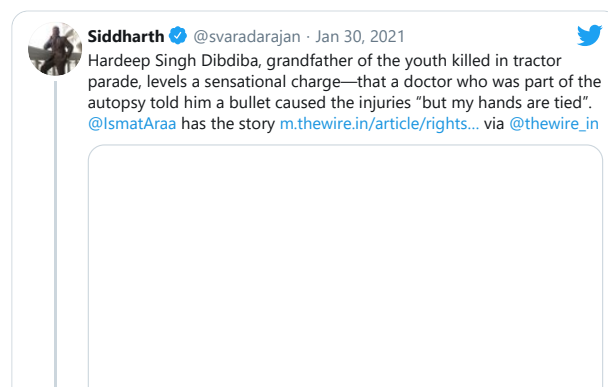 Siddharth @svaradarajan · Jan 30, 2021
Hardeep Singh Dibdiba, grandfather of the youth killed in tractor
parade, levels a sensational charge—that a doctor who was part of the
autopsy told him a bullet caused the injuries “but my hands are tied”.
@IsmatAraa has the story m.thewire.in/article/rights… via @thewire_in